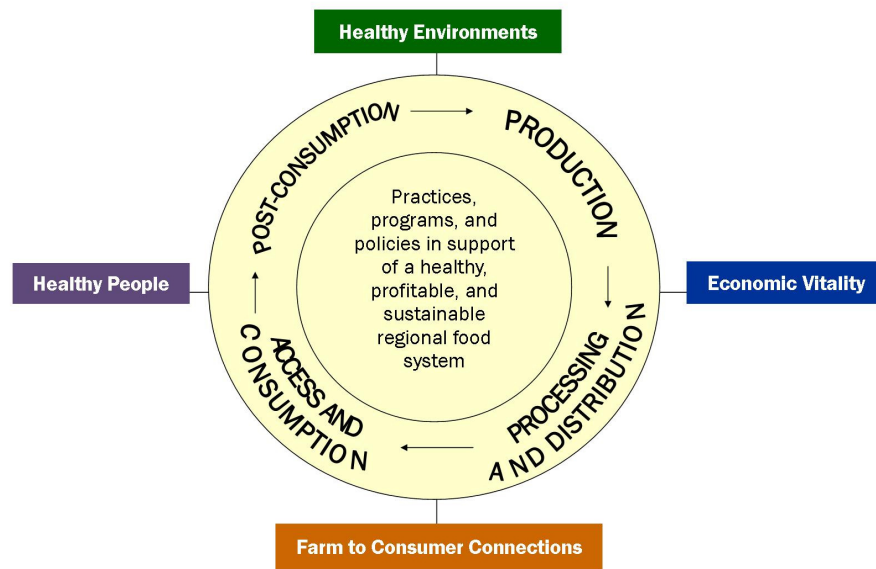 Healthy Environments
POST-CONSUMPTION
PRODUCTION
Practices,
programs, and
policies in support
of a healthy,
profitable, and
sustainable
regional food
system
Healthy People
Economic Vitality
ACCESS AND
CONSUMPTION
PROCESSING
AND DISTRIBUTION
Farm to Consumer Connections